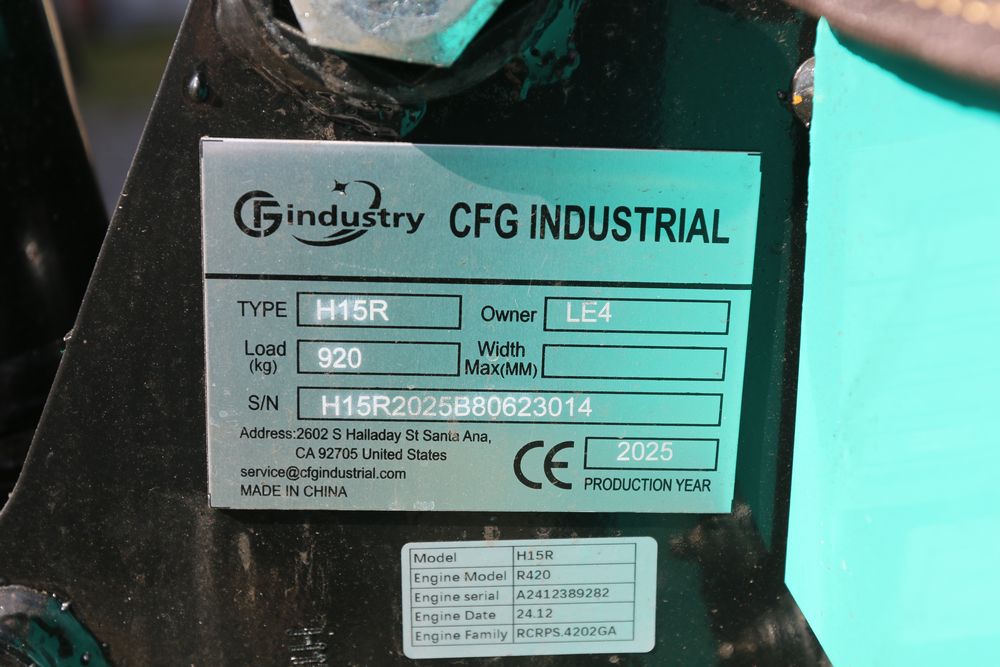 CFG industry CFG INDUSTRIAL
TYPE H15R Owner LE4
Load (kg) 920 Width Max(MM)
S/N H15R2025B80623014
Address:2602 S Halladay St Santa Ana,
CA 92705 United States
service@cfgindustrial.com
MADE IN CHINA
CE 2025
PRODUCTION YEAR
Model H15R
Engine Model R420
Engine serial A2412389282
Engine Date 24.12
Engine Family RCRPS.4202GA